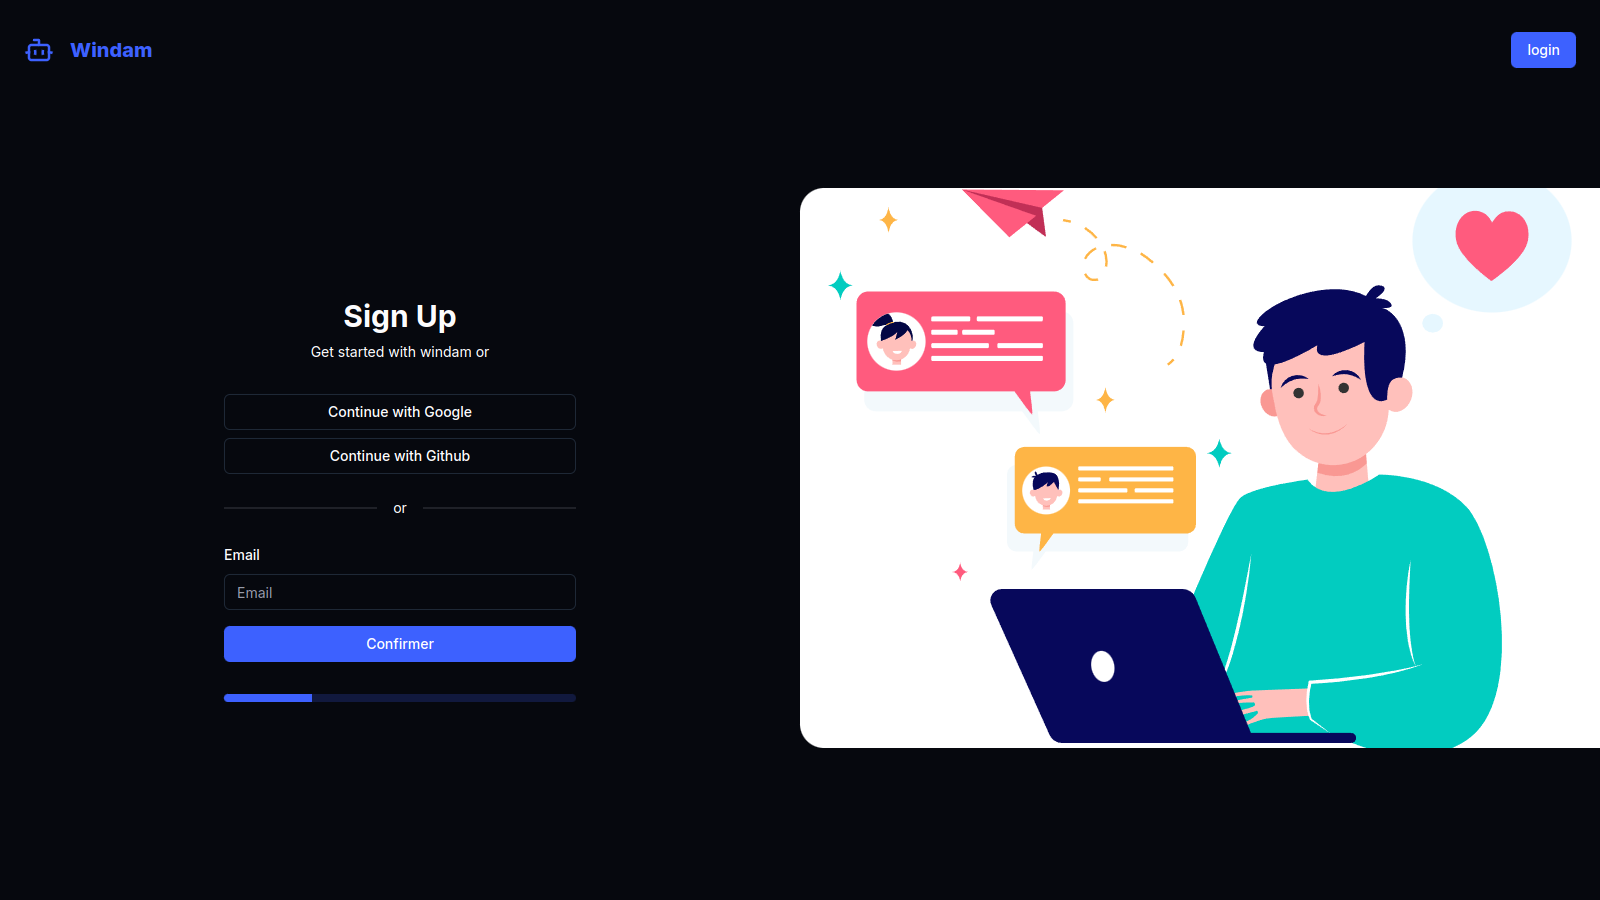 Windam
login
Sign Up
Get started with windam or
Continue with Google
Continue with Github
or
Email
Email
Confirmer